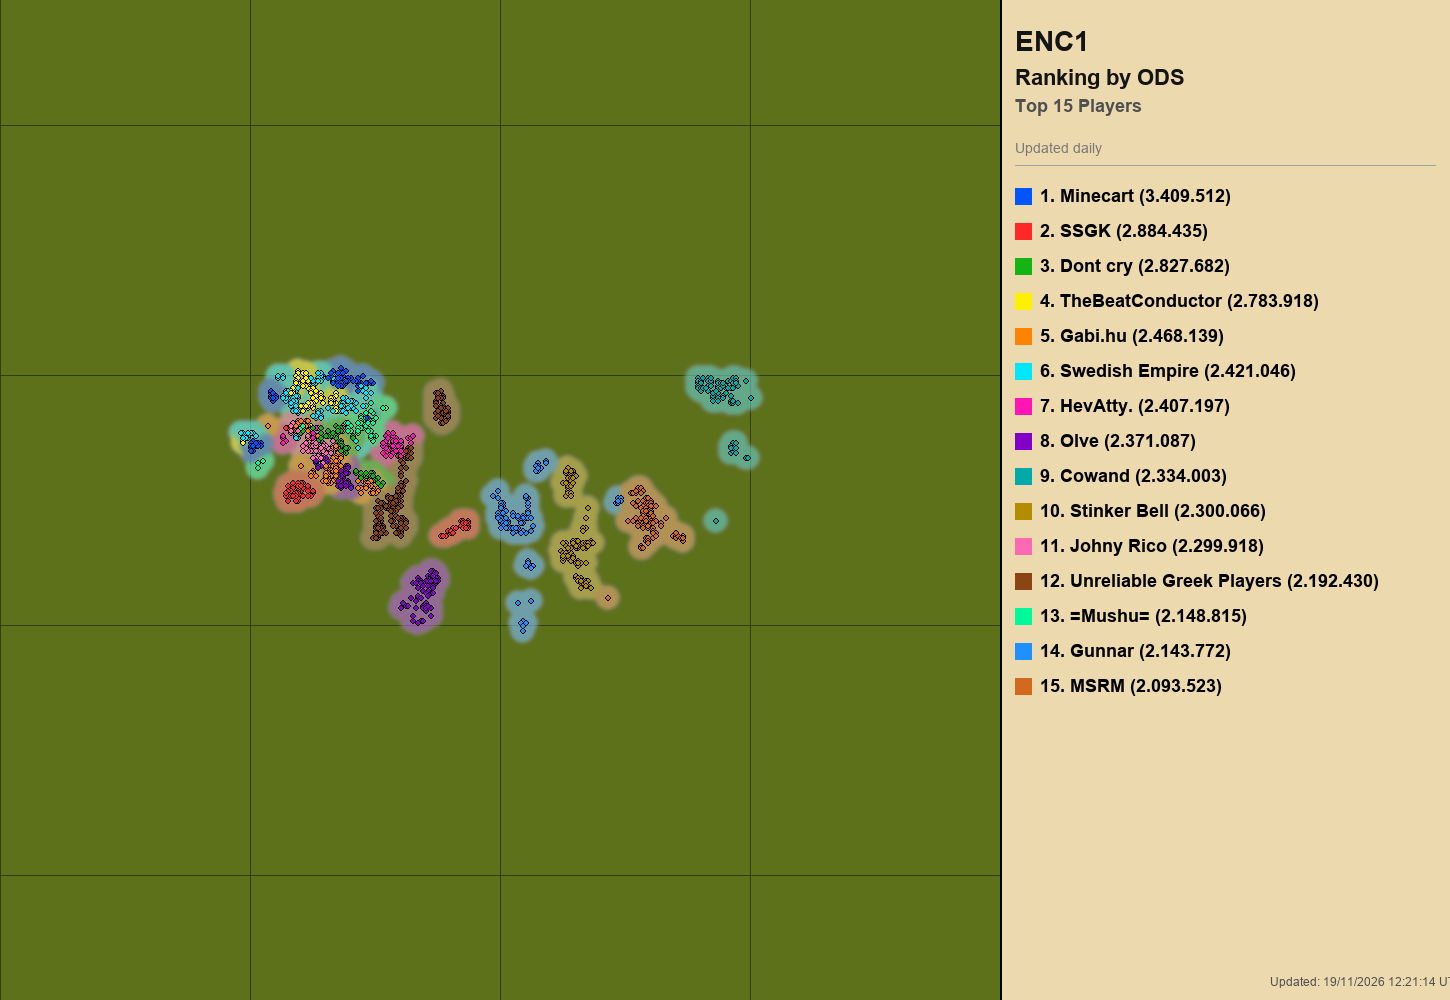 ENC1
Ranking by ODS
Top 15 Players
Updated daily
1. Minecart (3.409.512)
2. SSGK (2.884.435)
3. Dont cry (2.827.682)
4. TheBeatConductor (2.783.918)
5. Gabi.hu (2.468.139)
6. Swedish Empire (2.421.046)
7. HevAtty. (2.407.197)
8. Olve (2.371.087)
9. Cowand (2.334.003)
10. Stinker Bell (2.300.066)
11. Johny Rico (2.299.918)
12. Unreliable Greek Players (2.192.430)
13. =Mushu= (2.148.815)
14. Gunnar (2.143.772)
15. MSRM (2.093.523)
Updated: 19/11/2026 12:21:14